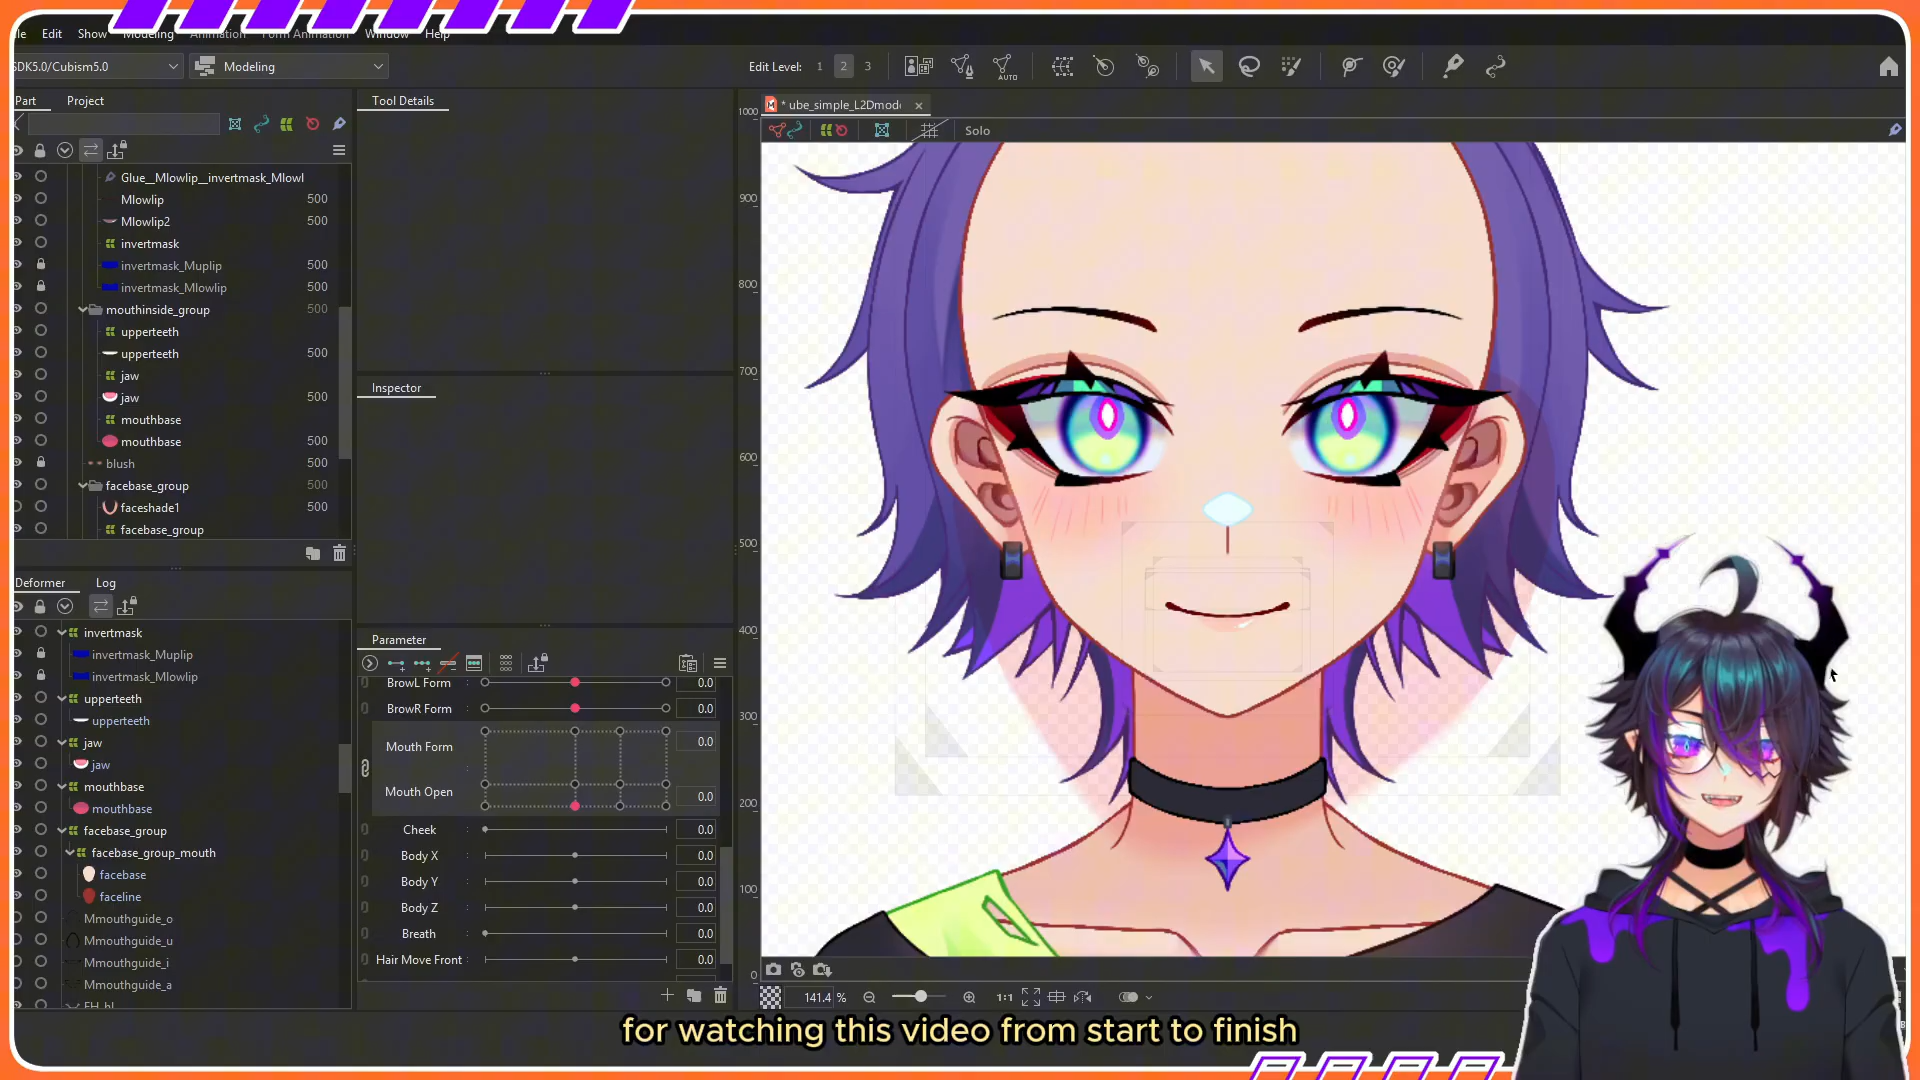 Edit Show Modeling Animation Form Animation Window Help
SDK5.0/Cubism5.0
Modeling
Edit Level: 1 2 3
AUTO
Part Project
Tool Details
* ube_simple_L2Dmod
Solo
Glue__Mlowlip__invertmask_Mlowl
Mlowlip 500
Mlowlip2 500
invertmask
invertmask_Muplip 500
invertmask_Mlowlip 500
mouthinside_group 500
upperteeth
upperteeth 500
jaw
jaw 500
mouthbase
mouthbase 500
blush 500
facebase_group 500
faceshade1 500
facebase_group
Inspector
Deformer Log
invertmask
invertmask_Muplip
invertmask_Mlowlip
upperteeth
upperteeth
jaw
jaw
mouthbase
mouthbase
facebase_group
facebase_group_mouth
facebase
faceline
Mmouthguide_o
Mmouthguide_u
Mmouthguide_i
Mmouthguide_a
Parameter
BrowL Form : 0.0
BrowR Form : 0.0
Mouth Form 0.0
Mouth Open 0.0
Cheek : 0.0
Body X : 0.0
Body Y : 0.0
Body Z : 0.0
Breath : 0.0
Hair Move Front : 0.0
1000
900
800
700
600
500
400
300
200
100
0
141.4 %
1:1
for watching this video from start to finish